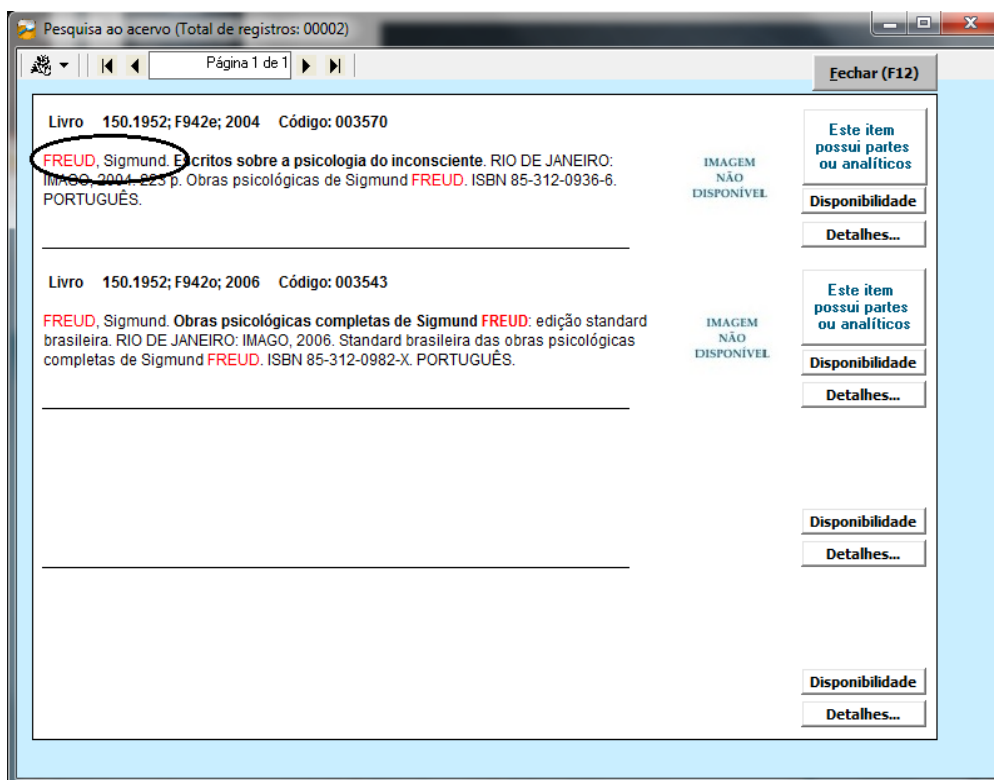 Pesquisa ao acervo (Total de registros: 00002)
Página 1 de 1
Fechar (F12)
Livro 150.1952; F942e; 2004 Código: 003570
FREUD, Sigmund. Escritos sobre a psicologia do inconsciente. RIO DE JANEIRO:
IMAGO, 2004. 223 p. Obras psicológicas de Sigmund FREUD. ISBN 85-312-0936-6.
PORTUGUÊS.
IMAGEM
NÃO
DISPONÍVEL
Este item
possui partes
ou analíticos
Disponibilidade
Detalhes...
Livro 150.1952; F942o; 2006 Código: 003543
FREUD, Sigmund. Obras psicológicas completas de Sigmund FREUD: edição standard
brasileira. RIO DE JANEIRO: IMAGO, 2006. Standard brasileira das obras psicológicas
completas de Sigmund FREUD. ISBN 85-312-0982-X. PORTUGUÊS.
IMAGEM
NÃO
DISPONÍVEL
Este item
possui partes
ou analíticos
Disponibilidade
Detalhes...
Disponibilidade
Detalhes...
Disponibilidade
Detalhes...